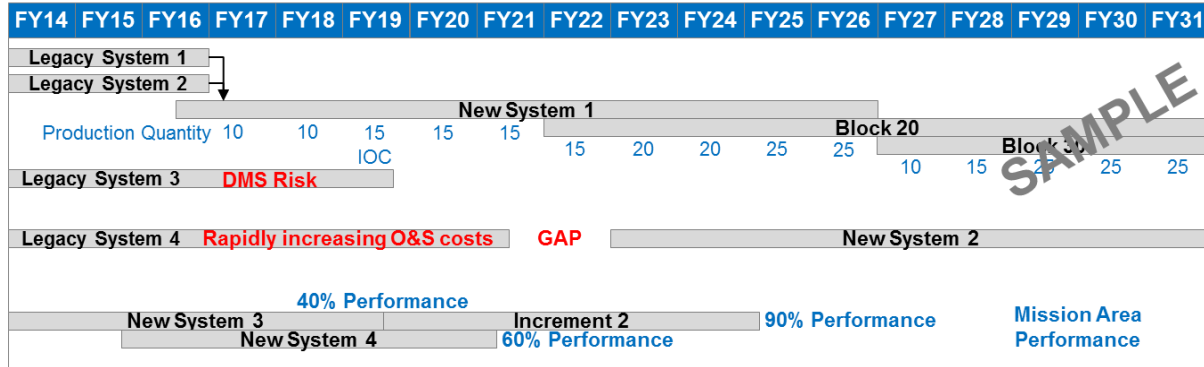 FY14 FY15 FY16 FY17 FY18 FY19 FY20 FY21 FY22 FY23 FY24 FY25 FY26 FY27 FY28 FY29 FY30 FY31
Legacy System 1
Legacy System 2
New System 1
Production Quantity 10 10 15 15 15
Block 20
IOC
15 20 20 25 25
Block 30
10 15 25 25 25
SAMPLE
Legacy System 3 DMS Risk
Legacy System 4 Rapidly increasing O&S costs GAP New System 2
40% Performance
New System 3 Increment 2 90% Performance
New System 4 60% Performance
Mission Area
Performance